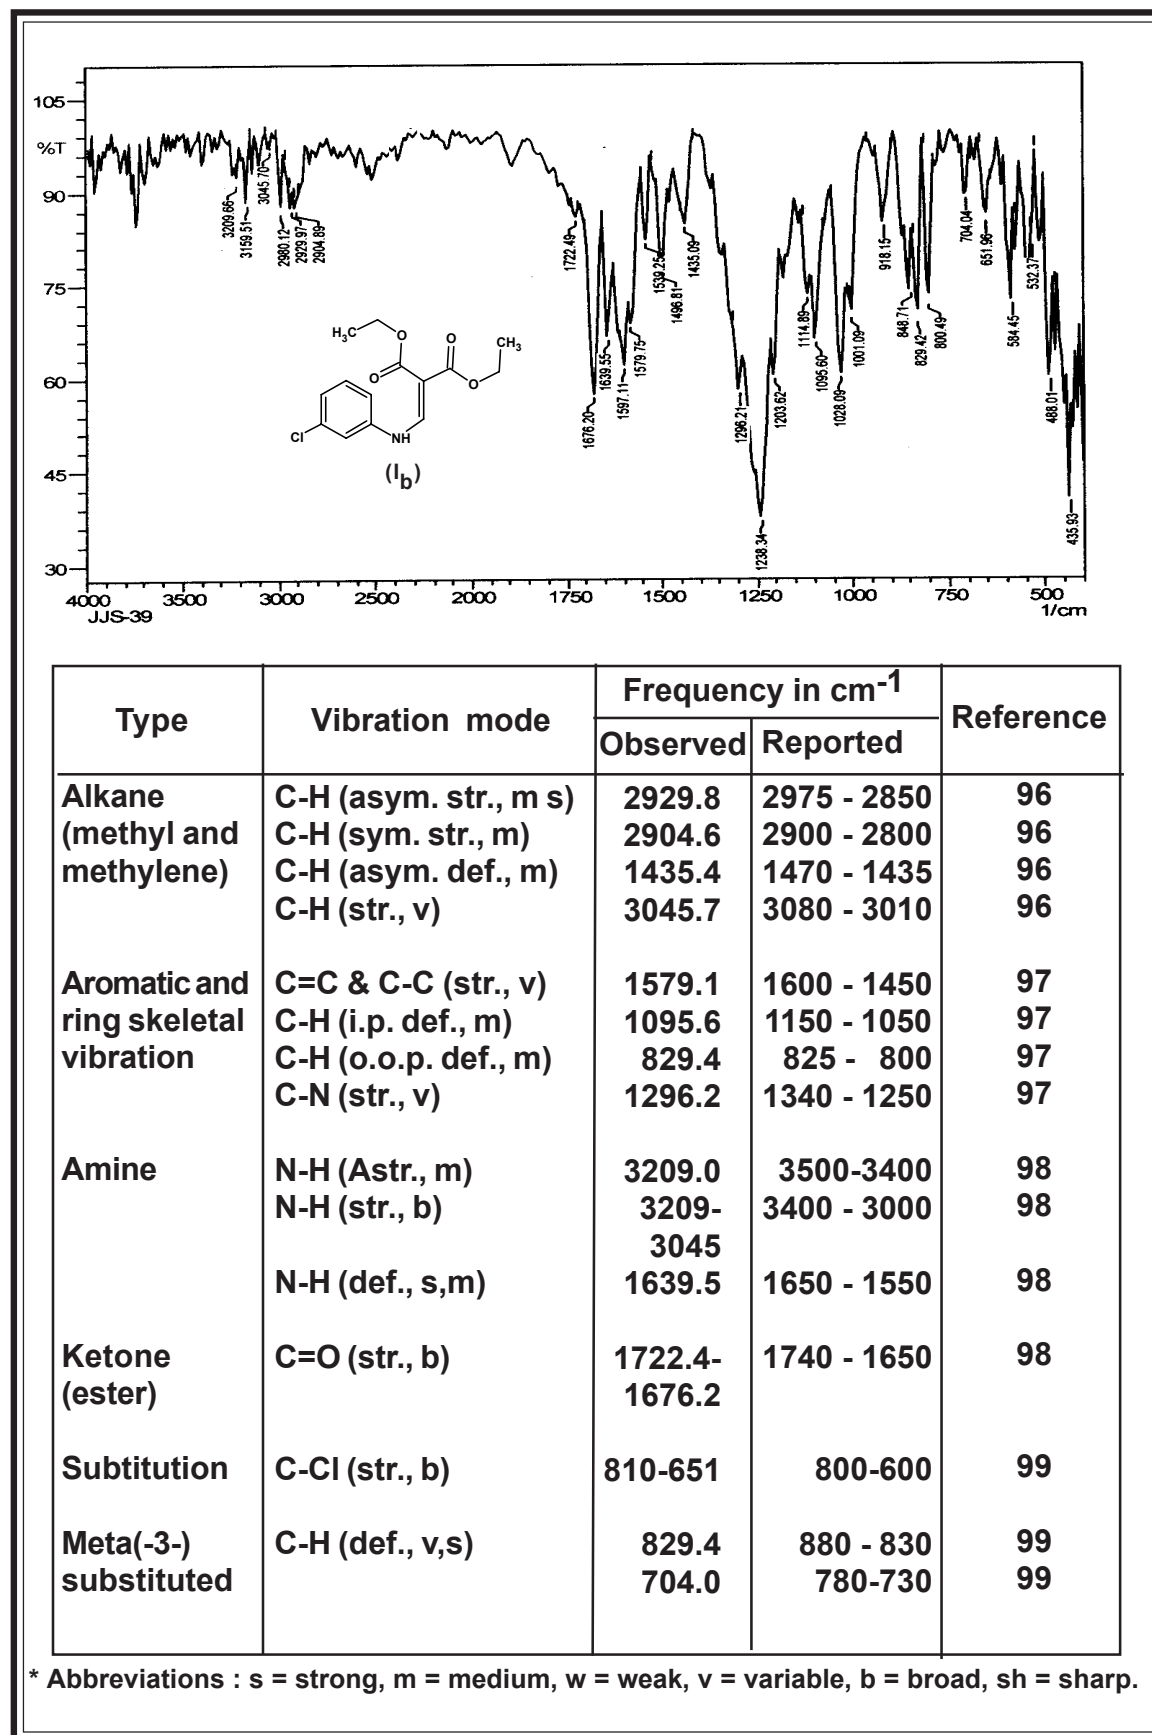 105
%T
90
75
60
45
30
3209.66
3159.51
3045.70
2980.12
2929.97
2904.89
1722.49
1676.20
1639.55
1597.11
1579.75
1539.25
1496.81
1435.09
1296.21
1238.34
1203.62
1114.89
1095.60
1028.09
1001.09
918.15
848.71
829.42
800.49
704.04
651.96
584.45
532.37
488.01
435.93
H₃C
O
O
O
O
CH₃
Cl
NH
(I_b)
4000 3500 3000 2500 2000 1750 1500 1250 1000 750 500
JJS-39 1/cm
Type Vibration mode Frequency in cm⁻¹ Reference
Observed Reported
Alkane C-H (asym. str., m s) 2929.8 2975 - 2850 96
(methyl and C-H (sym. str., m) 2904.6 2900 - 2800 96
methylene) C-H (asym. def., m) 1435.4 1470 - 1435 96
C-H (str., v) 3045.7 3080 - 3010 96
Aromatic and C=C & C-C (str., v) 1579.1 1600 - 1450 97
ring skeletal C-H (i.p. def., m) 1095.6 1150 - 1050 97
vibration C-H (o.o.p. def., m) 829.4 825 - 800 97
C-N (str., v) 1296.2 1340 - 1250 97
Amine N-H (Astr., m) 3209.0 3500-3400 98
N-H (str., b) 3209- 3400 - 3000 98
3045
N-H (def., s,m) 1639.5 1650 - 1550 98
Ketone C=O (str., b) 1722.4- 1740 - 1650 98
(ester) 1676.2
Subtitution C-Cl (str., b) 810-651 800-600 99
Meta(-3-) C-H (def., v,s) 829.4 880 - 830 99
substituted 704.0 780-730 99
* Abbreviations : s = strong, m = medium, w = weak, v = variable, b = broad, sh = sharp.